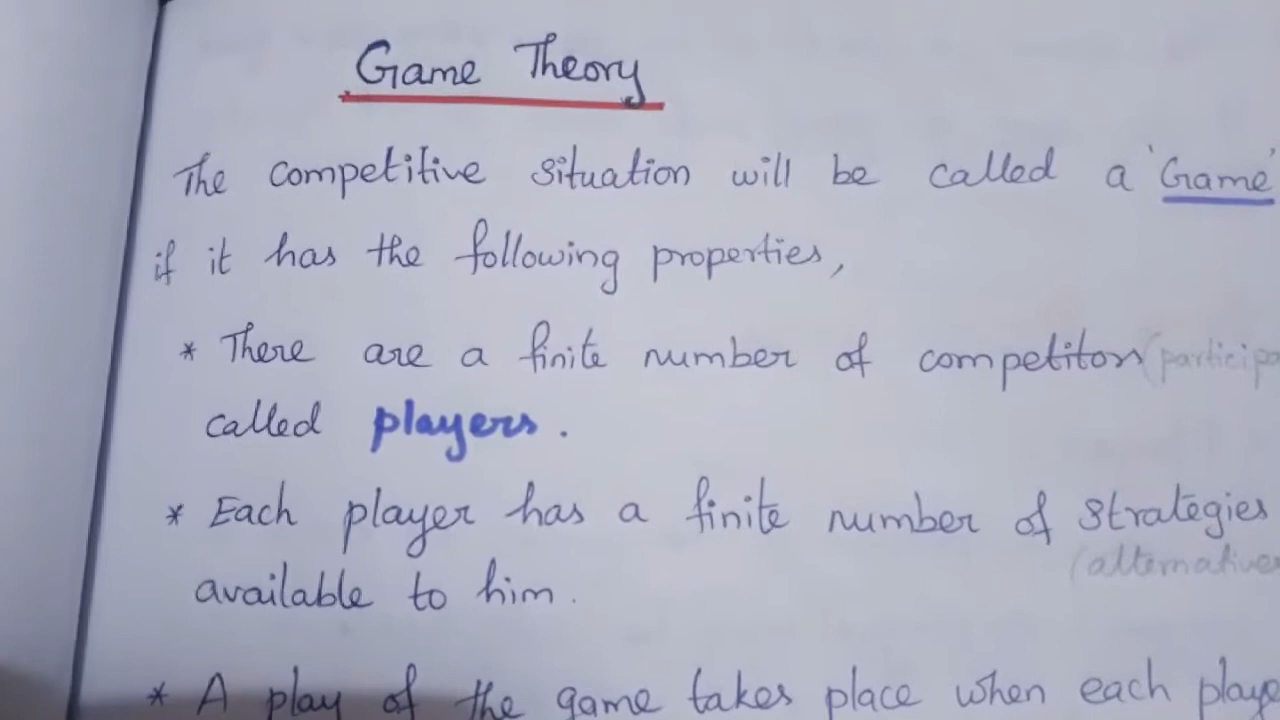 Game Theory
The competitive situation will be called a 'Game'
if it has the following properties,
* There are a finite number of competitors
called players.
* Each player has a finite number of strategies
available to him.
* A play of the game takes place when each